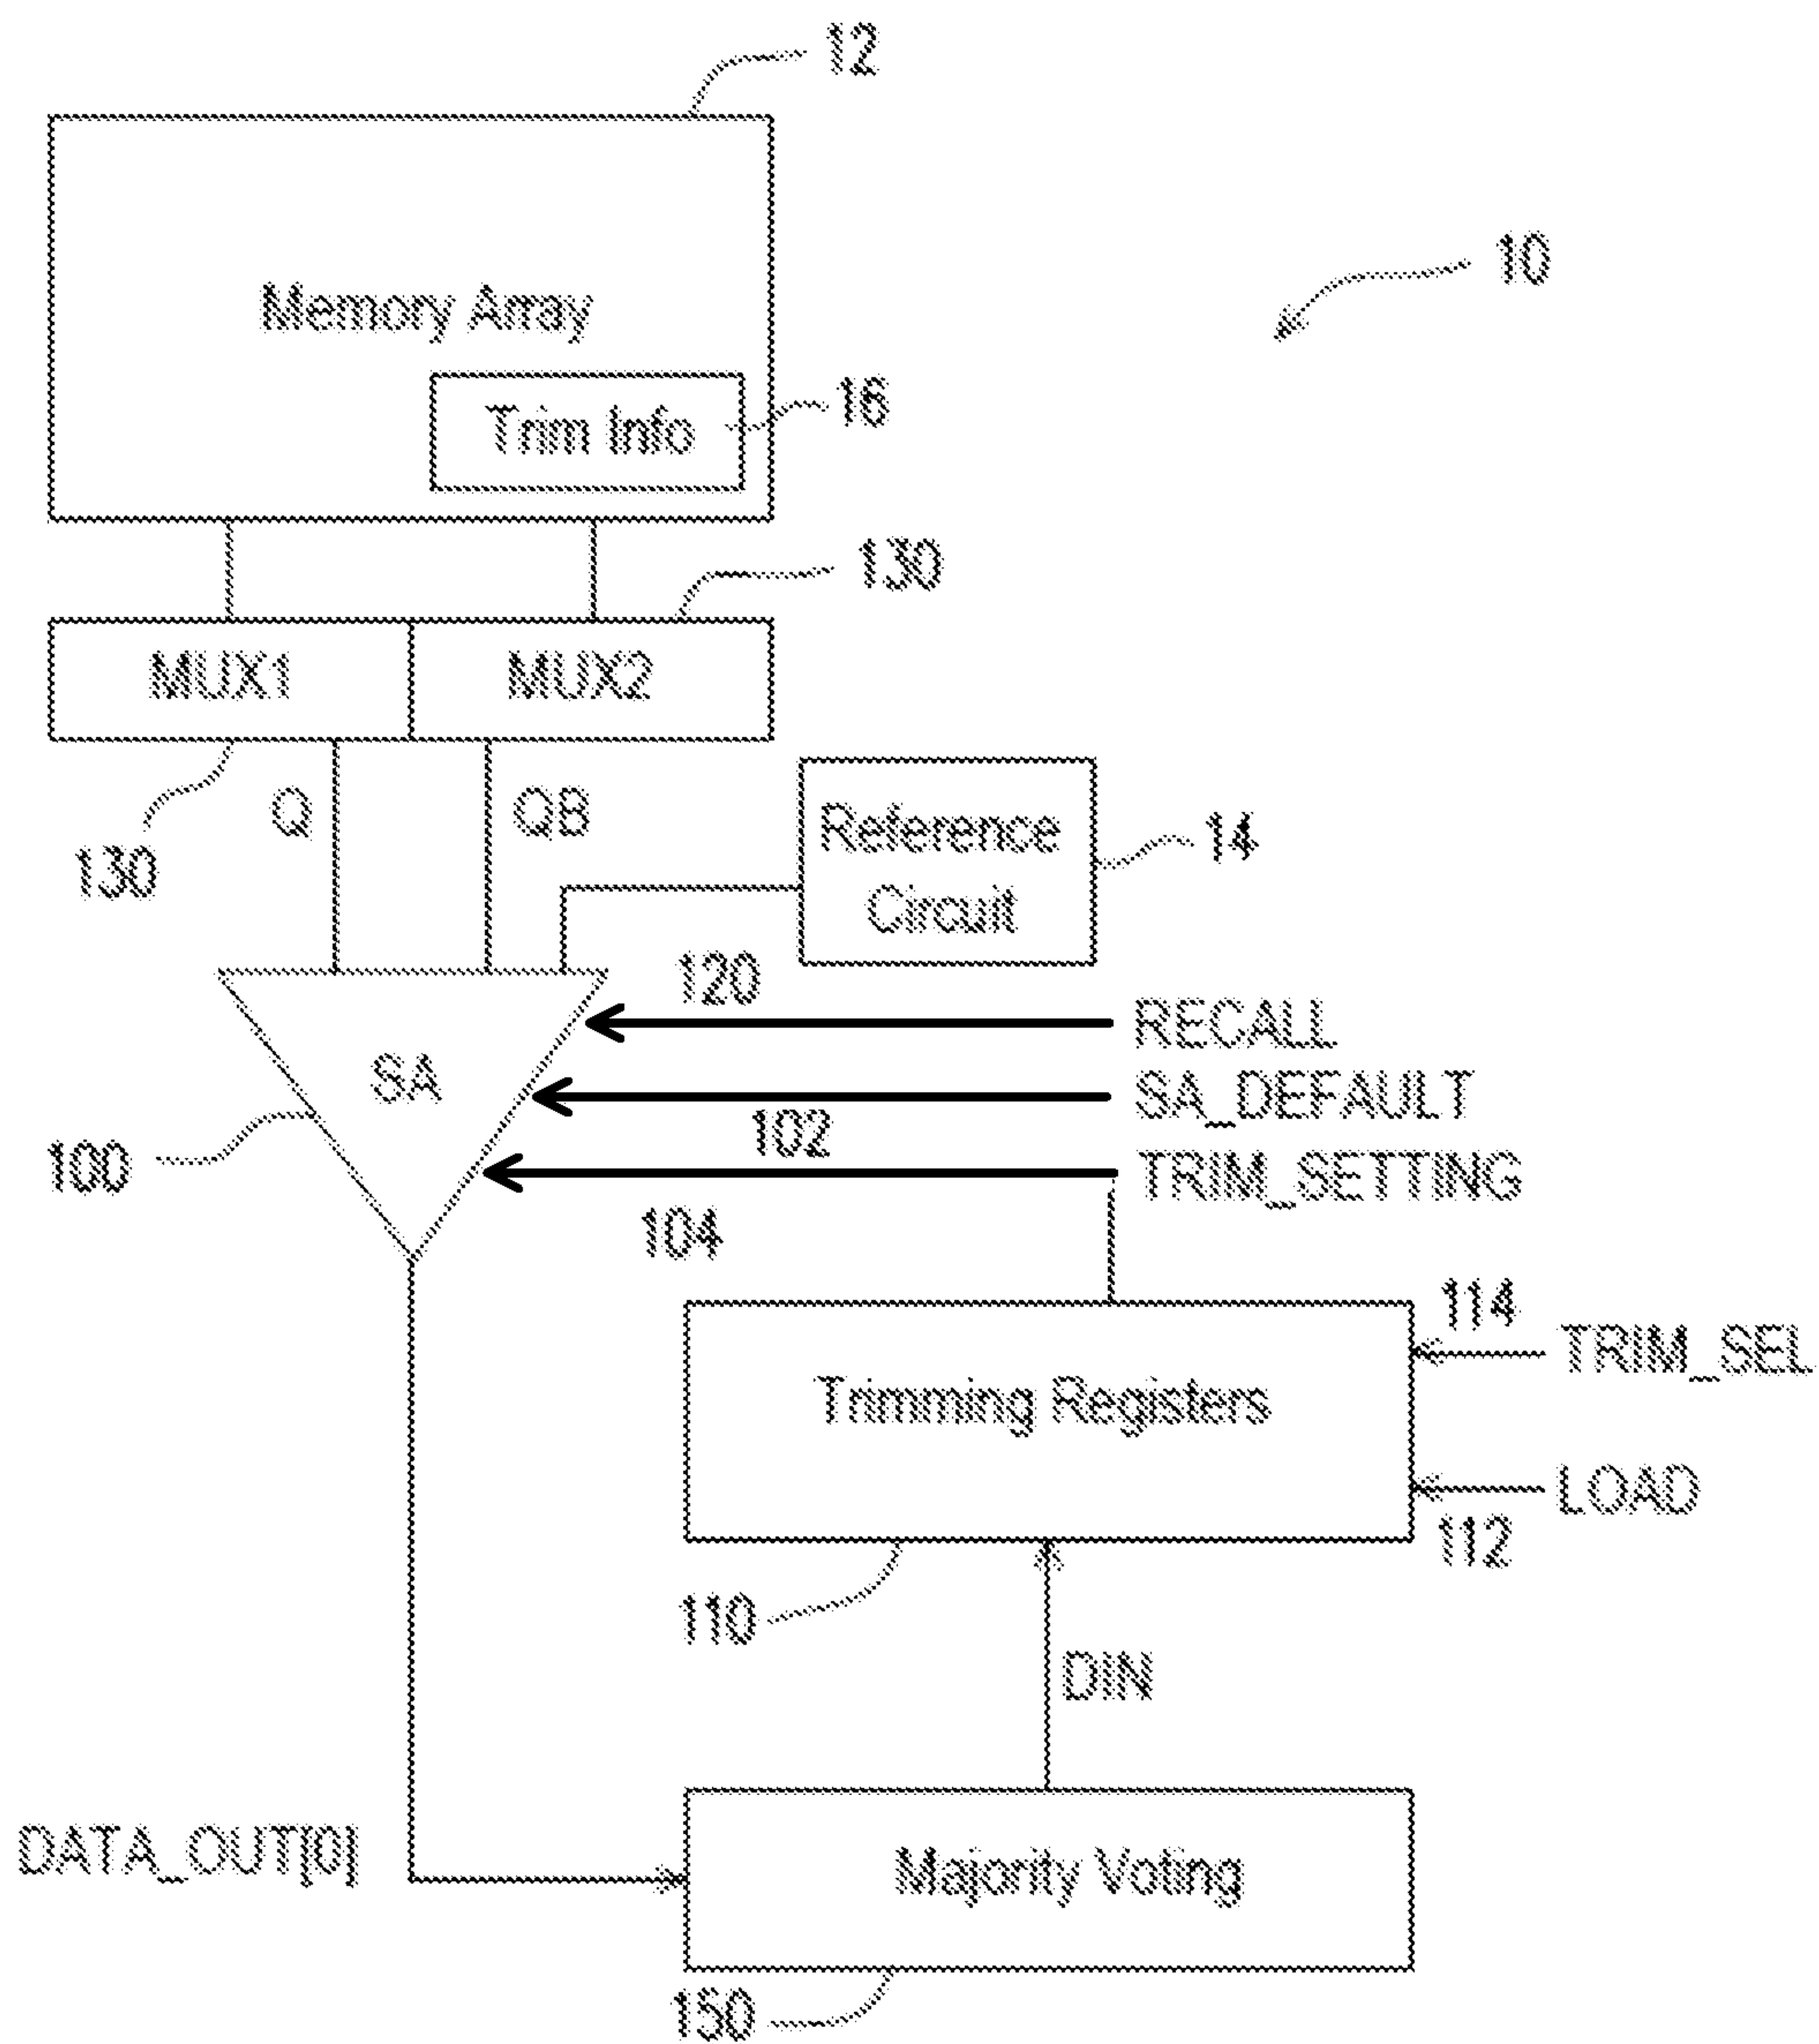 12
Memory Array
10
Trim Info
16
130
MUX1
MUX2
130
Q
QB
Reference
Circuit
14
120
RECALL
SA
SA_DEFAULT
102
100
TRIM_SETTING
104
114
TRIM_SEL
Trimming Registers
LOAD
112
110
DIN
DATA_OUT[0]
Majority Voting
150